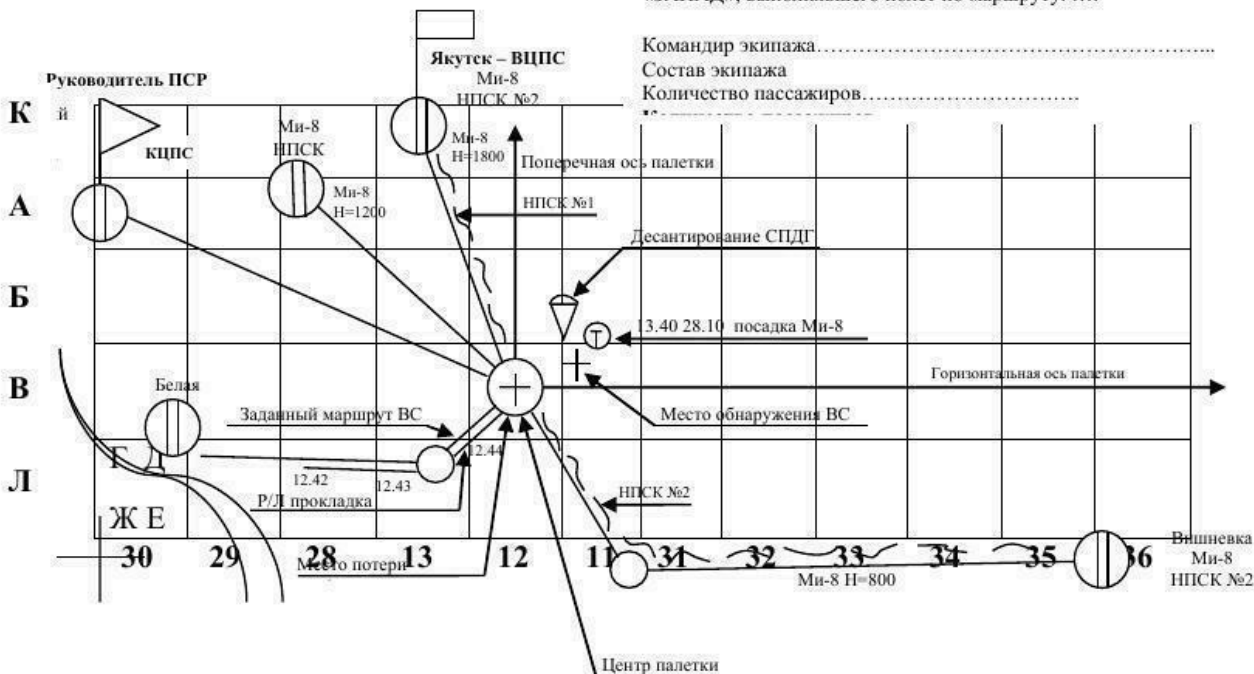 Командир экипажа…………………………………………………...
Состав экипажа
Количество пассажиров……………………….
Руководитель ПСР
Якутск – ВЦПС
Ми-8
НПСК №2
К
й
КЦПС
Ми-8
НПСК
Ми-8
Н=1800
Поперечная ось палетки
А
Ми-8
Н=1200
НПСК №1
Десантирование СПДГ
Б
13.40 28.10 посадка Ми-8
В
Белая
Горизонтальная ось палетки
Заданный маршрут ВС
Место обнаружения ВС
12.44
Г Д
Л
12.42
12.43
Р/Л прокладка
НПСК №2
Ж Е
30 29 28 13 12 11 31 32 33 34 35 36
Место потери
Вишневка
Ми-8
НПСК №2
Ми-8 Н=800
Центр палетки